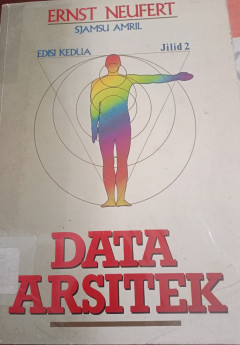 ERNST NEUFERT
SJAMSU AMRIL
EDISI KEDUA
Jilid 2
DATA
ARSITEK